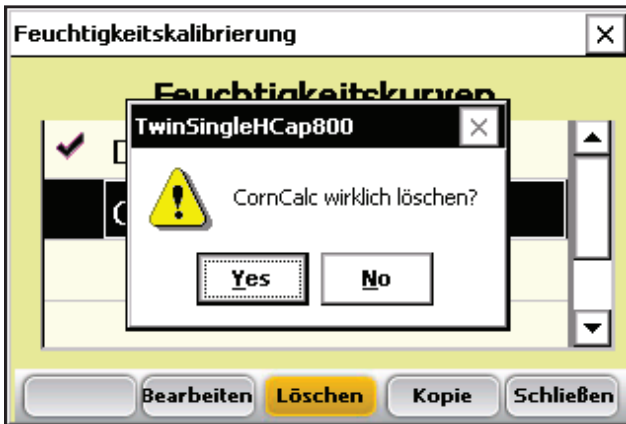 Feuchtigkeitskalibrierung
Feuchtigkeitskurven
TwinSingleHCap800
CornCalc wirklich löschen?
Yes No
Bearbeiten Löschen Kopie Schließen